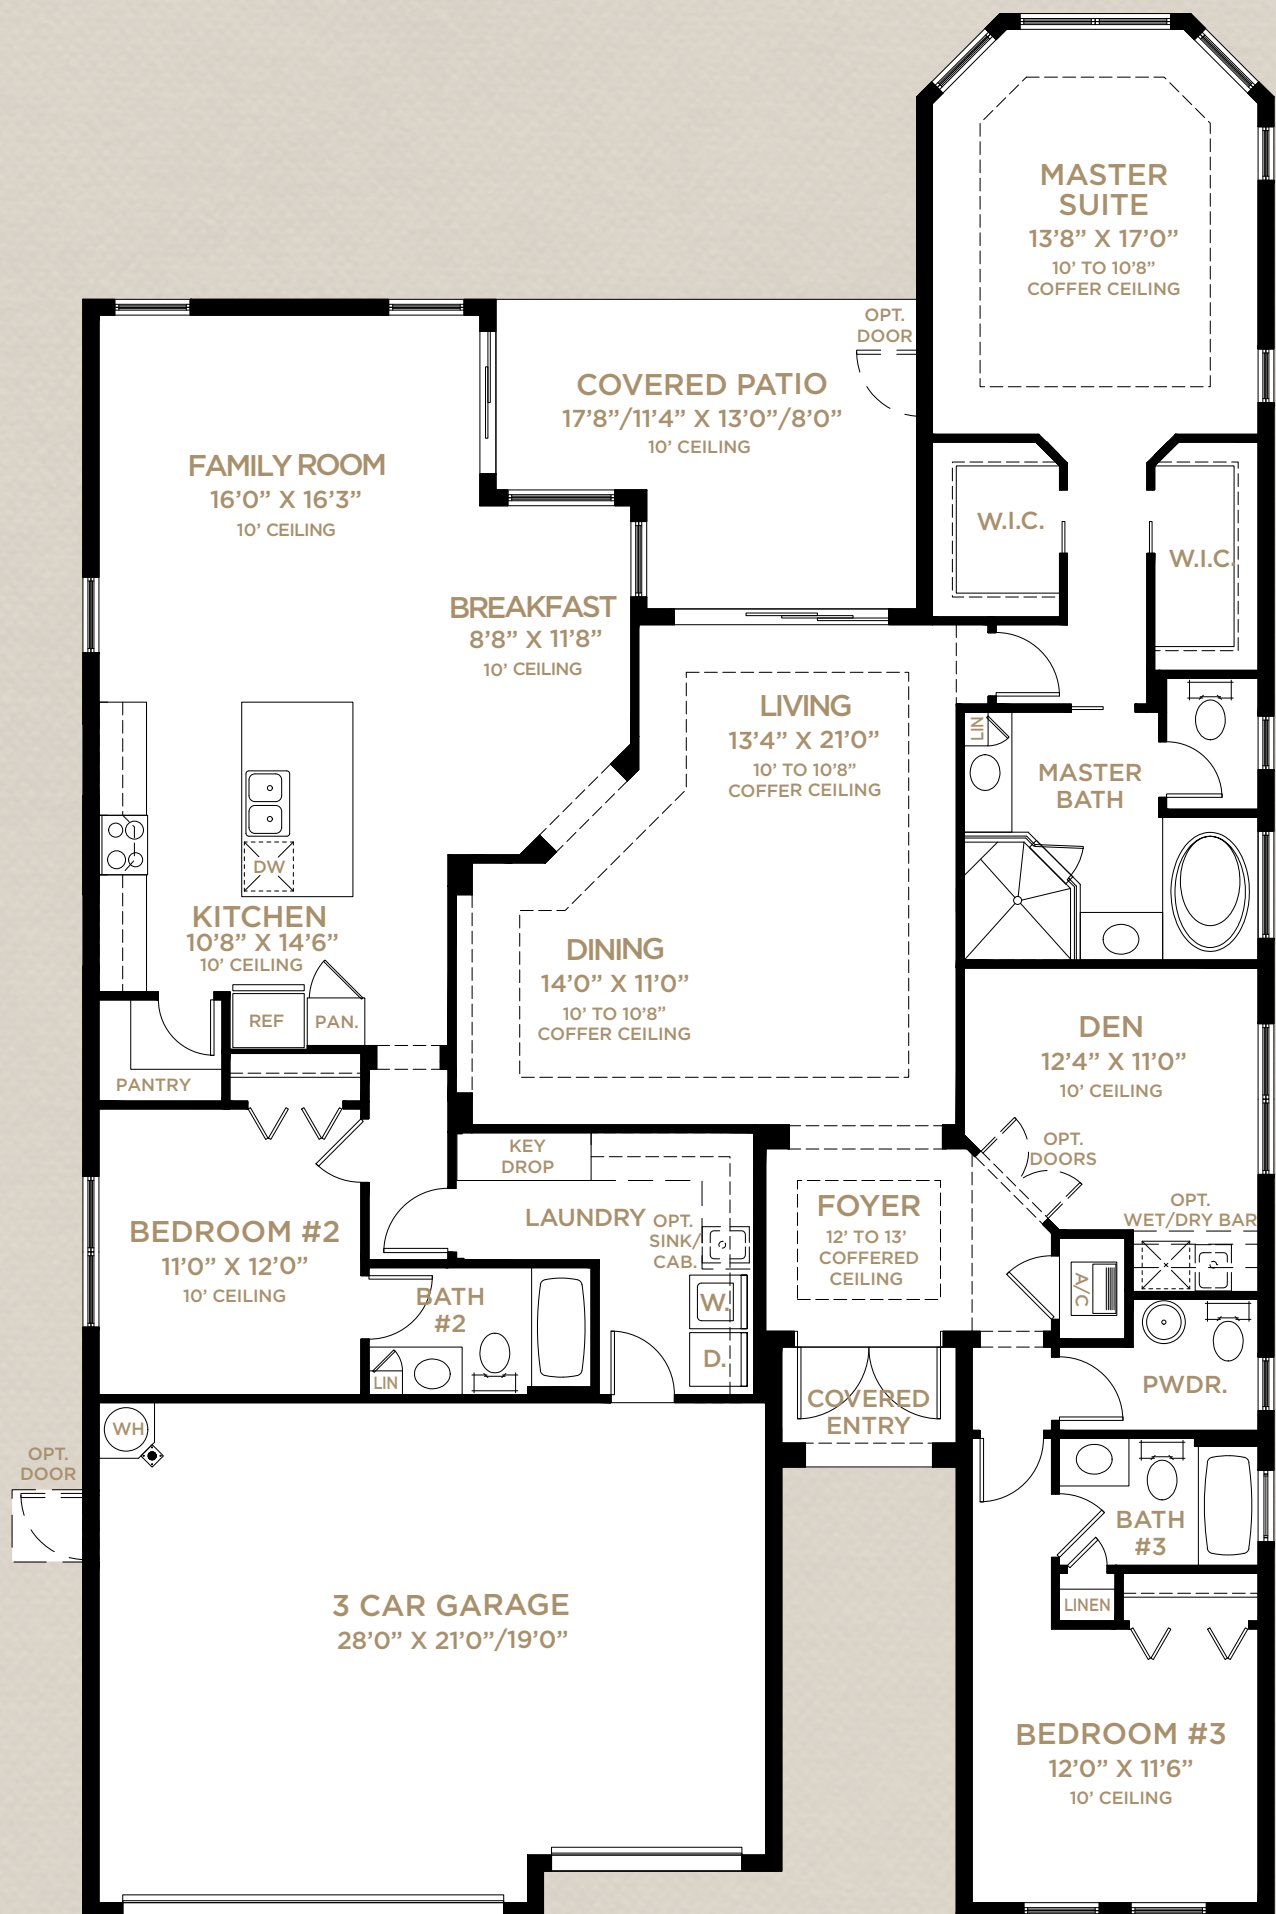 MASTER
SUITE
13’8” X 17’0”
10’ TO 10’8”
COFFER CEILING
OPT.
DOOR
COVERED PATIO
17’8”/11’4” X 13’0”/8’0”
10’ CEILING
FAMILY ROOM
16’0” X 16’3”
10’ CEILING
W.I.C.
W.I.C.
BREAKFAST
8’8” X 11’8”
10’ CEILING
LIVING
13’4” X 21’0”
10’ TO 10’8”
COFFER CEILING
LIN
MASTER
BATH
DW
KITCHEN
10’8” X 14’6”
10’ CEILING
DINING
14’0” X 11’0”
10’ TO 10’8”
COFFER CEILING
REF
PAN.
PANTRY
DEN
12’4” X 11’0”
10’ CEILING
OPT.
DOORS
KEY
DROP
LAUNDRY
OPT.
SINK/
CAB.
FOYER
12’ TO 13’
COFFERED
CEILING
OPT.
WET/DRY BAR
A/C
BEDROOM #2
11’0” X 12’0”
10’ CEILING
BATH
#2
W.
D.
LIN
PWDR.
COVERED
ENTRY
WH
OPT.
DOOR
BATH
#3
LINEN
3 CAR GARAGE
28’0” X 21’0”/19’0”
BEDROOM #3
12’0” X 11’6”
10’ CEILING